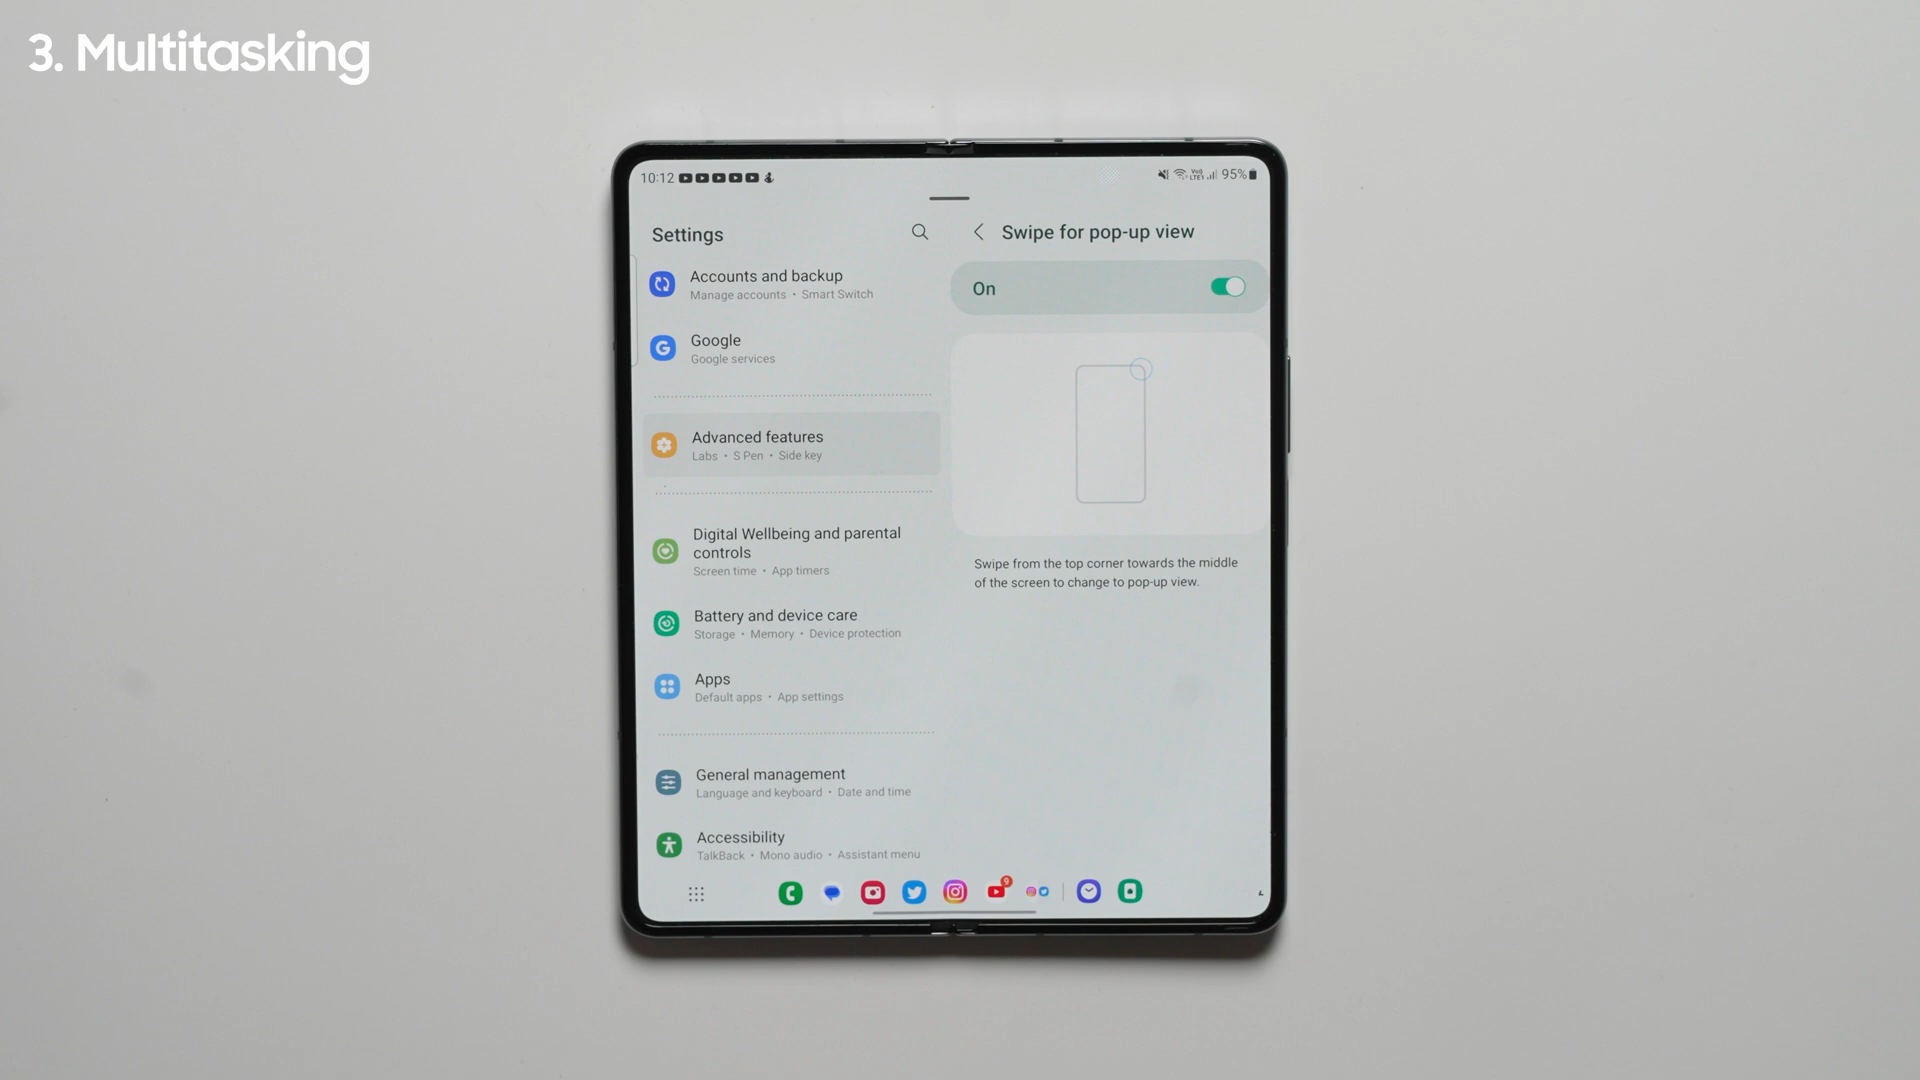 3. Multitasking
10:12
95%
Settings
Accounts and backup
Manage accounts • Smart Switch
Google
Google services
Advanced features
Labs • S Pen • Side key
Digital Wellbeing and parental
controls
Screen time • App timers
Battery and device care
Storage • Memory • Device protection
Apps
Default apps • App settings
General management
Language and keyboard • Date and time
Accessibility
TalkBack • Mono audio • Assistant menu
Swipe for pop-up view
On
Swipe from the top corner towards the middle
of the screen to change to pop-up view.
9